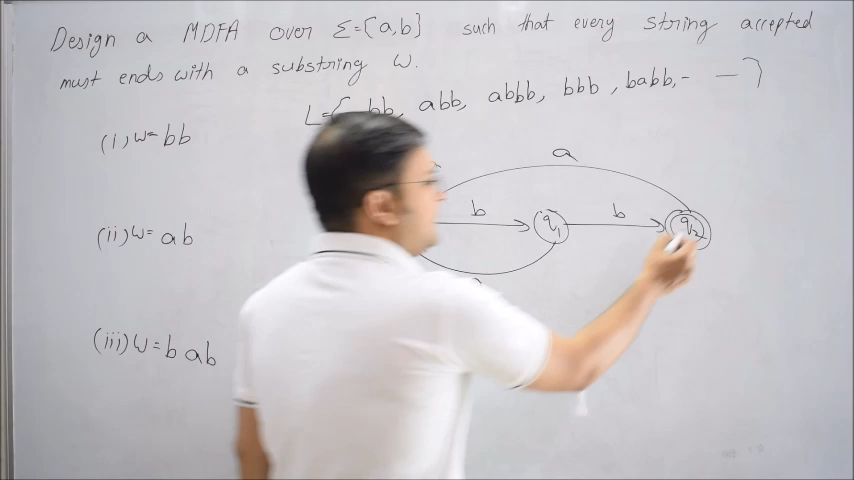 Design a MDFA over Σ={a,b} such that every string accepted
must ends with a substring w.
L={ bb, abb, abbb, bbb, babb,- — }
(i) w= bb
a
b
q1
b
q2
(ii) w= ab
(iii) w= bab